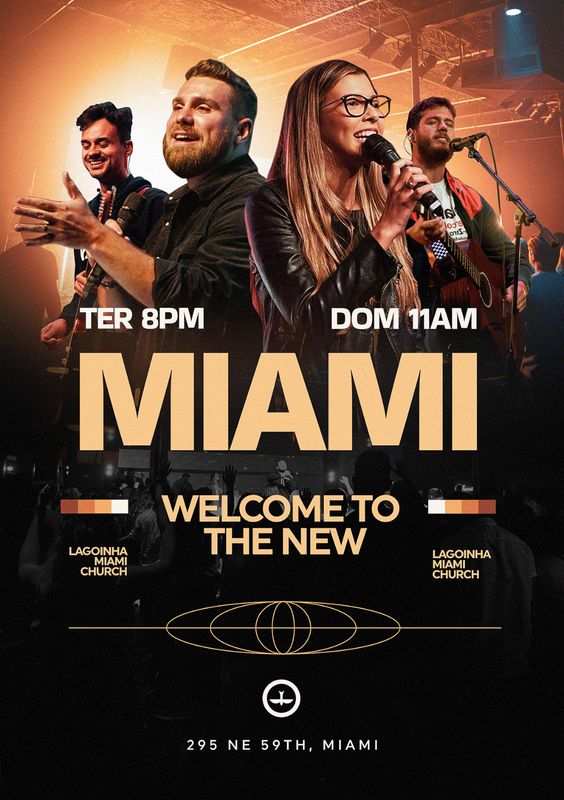 TER 8PM
DOM 11AM
MIAMI
WELCOME TO
THE NEW
LAGOINHA
MIAMI
CHURCH
LAGOINHA
MIAMI
CHURCH
295 NE 59TH, MIAMI